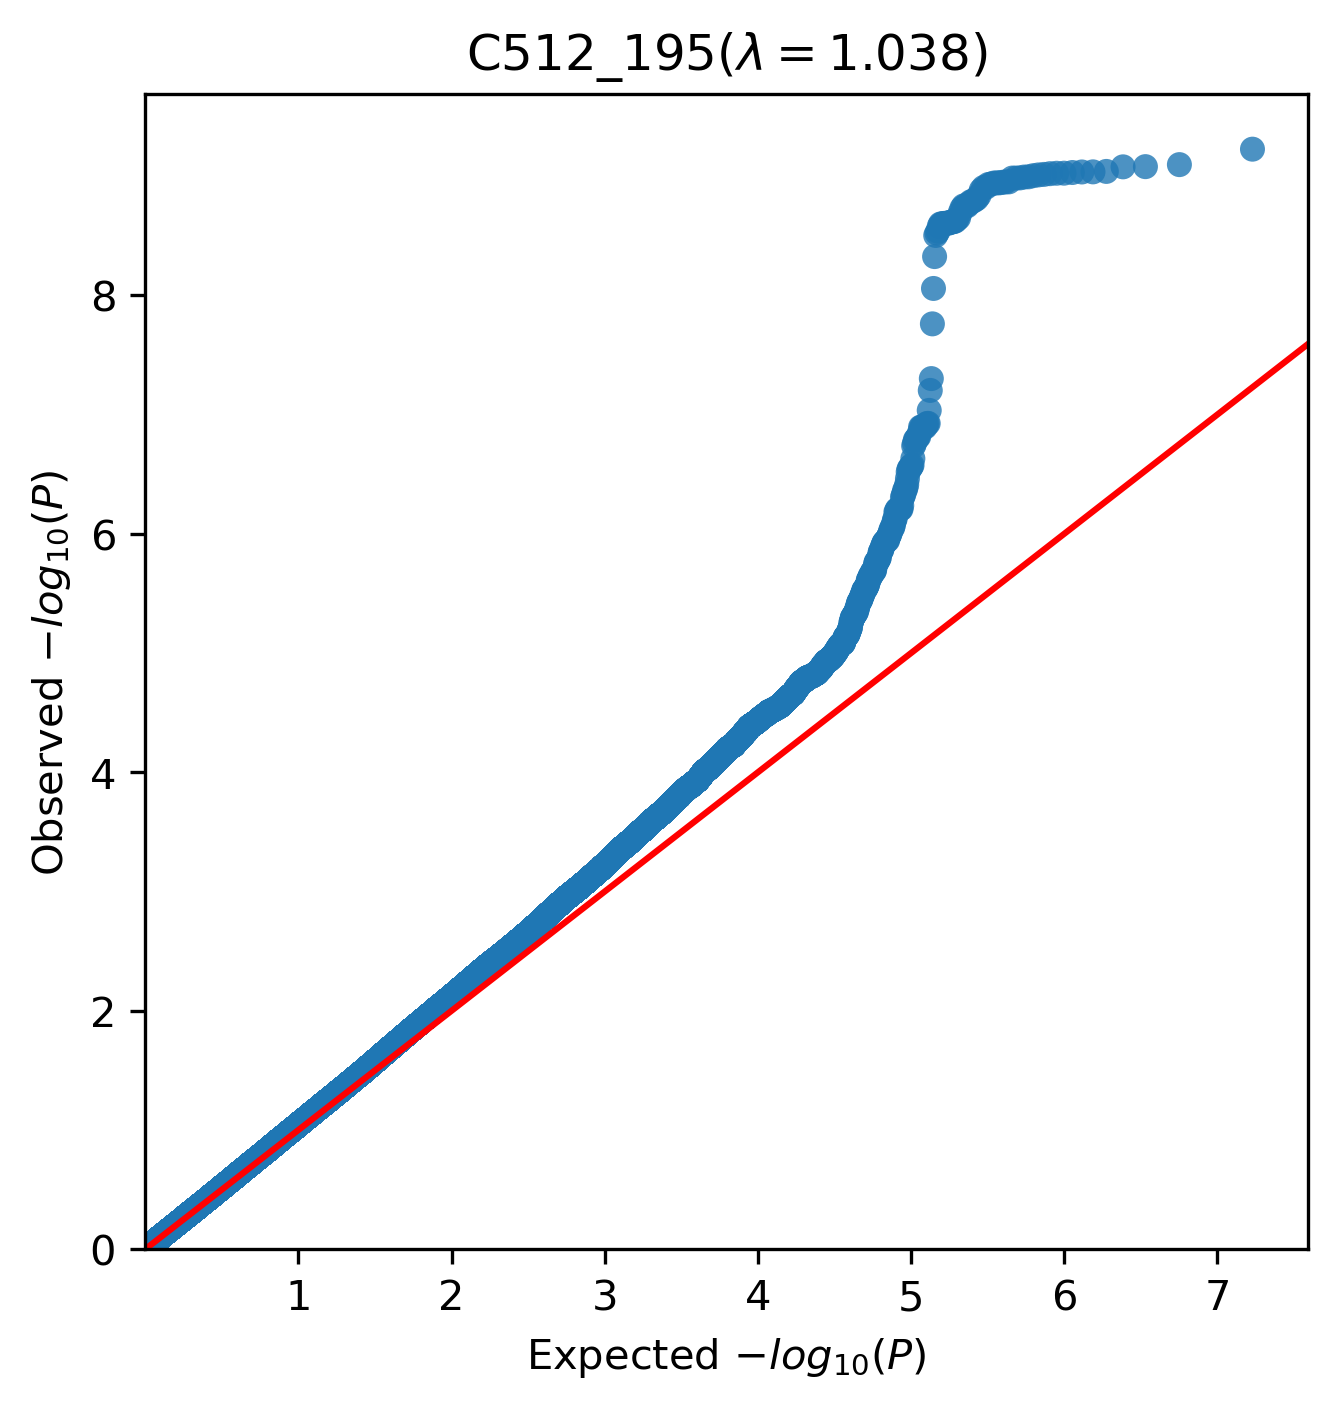 C512_195(λ = 1.038)
Observed −log₁₀(P)
8
6
4
2
0
1 2 3 4 5 6 7
Expected −log₁₀(P)